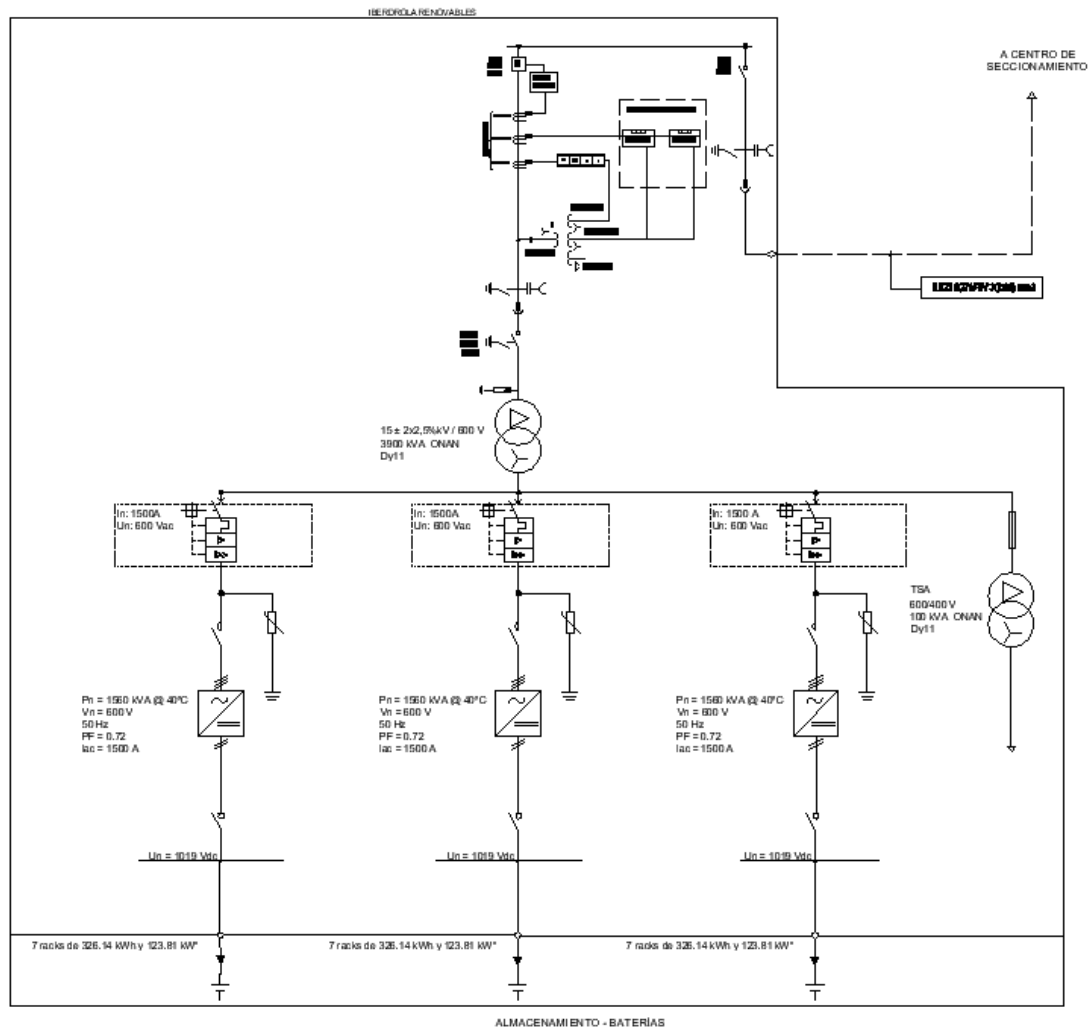 IBERDROLA RENOVABLES
A CENTRO DE
SECCIONAMIENTO
15 ± 2x2,5%kV / 600 V
3900 kVA ONAN
Dy11
In: 1500A
Un: 600 Vac
In: 1500A
Un: 600 Vac
In: 1500 A
Un: 600 Vac
I>
I>>
I>
I>>
I>
I>>
TSA
600/400 V
100 kVA ONAN
Dy11
Pn = 1560 kVA @ 40°C
Vn = 600 V
50 Hz
PF = 0.72
Iac = 1500 A
Pn = 1560 kVA @ 40°C
Vn = 600 V
50 Hz
PF = 0.72
Iac = 1500 A
Pn = 1560 kVA @ 40°C
Vn = 600 V
50 Hz
PF = 0.72
Iac = 1500 A
Un = 1019 Vdc
Un = 1019 Vdc
Un = 1019 Vdc
7 racks de 326.14 kWh y 123.81 kW*
7 racks de 326.14 kWh y 123.81 kW*
7 racks de 326.14 kWh y 123.81 kW*
ALMACENAMIENTO - BATERÍAS